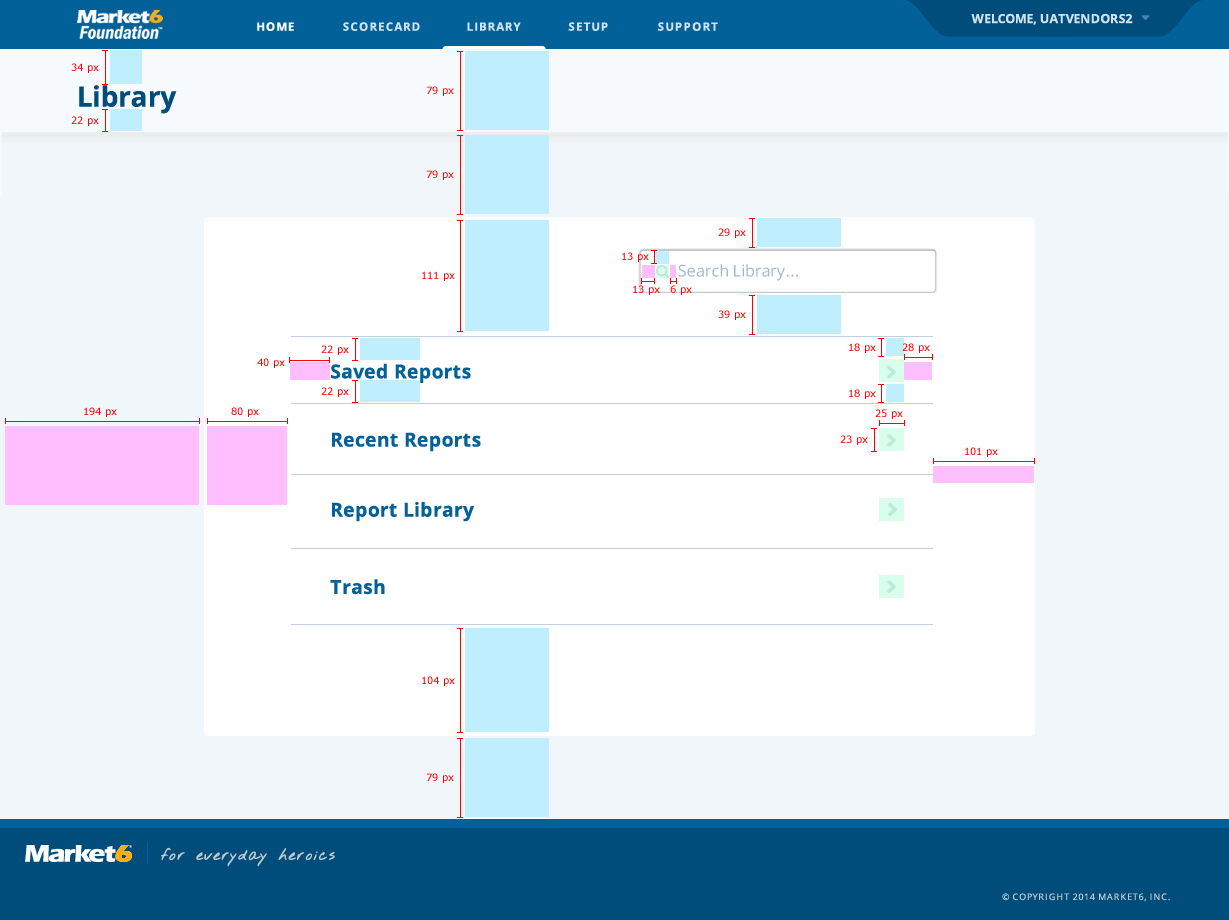 Market6
Foundation™
HOME
SCORECARD
LIBRARY
SETUP
SUPPORT
WELCOME, UATVENDORS2
34 px
Library
22 px
79 px
79 px
111 px
29 px
13 px
Search Library...
13 px
6 px
39 px
22 px
18 px
28 px
40 px
Saved Reports
22 px
18 px
194 px
80 px
25 px
Recent Reports
23 px
101 px
Report Library
Trash
104 px
79 px
Market6
for everyday heroics
© COPYRIGHT 2014 MARKET6, INC.